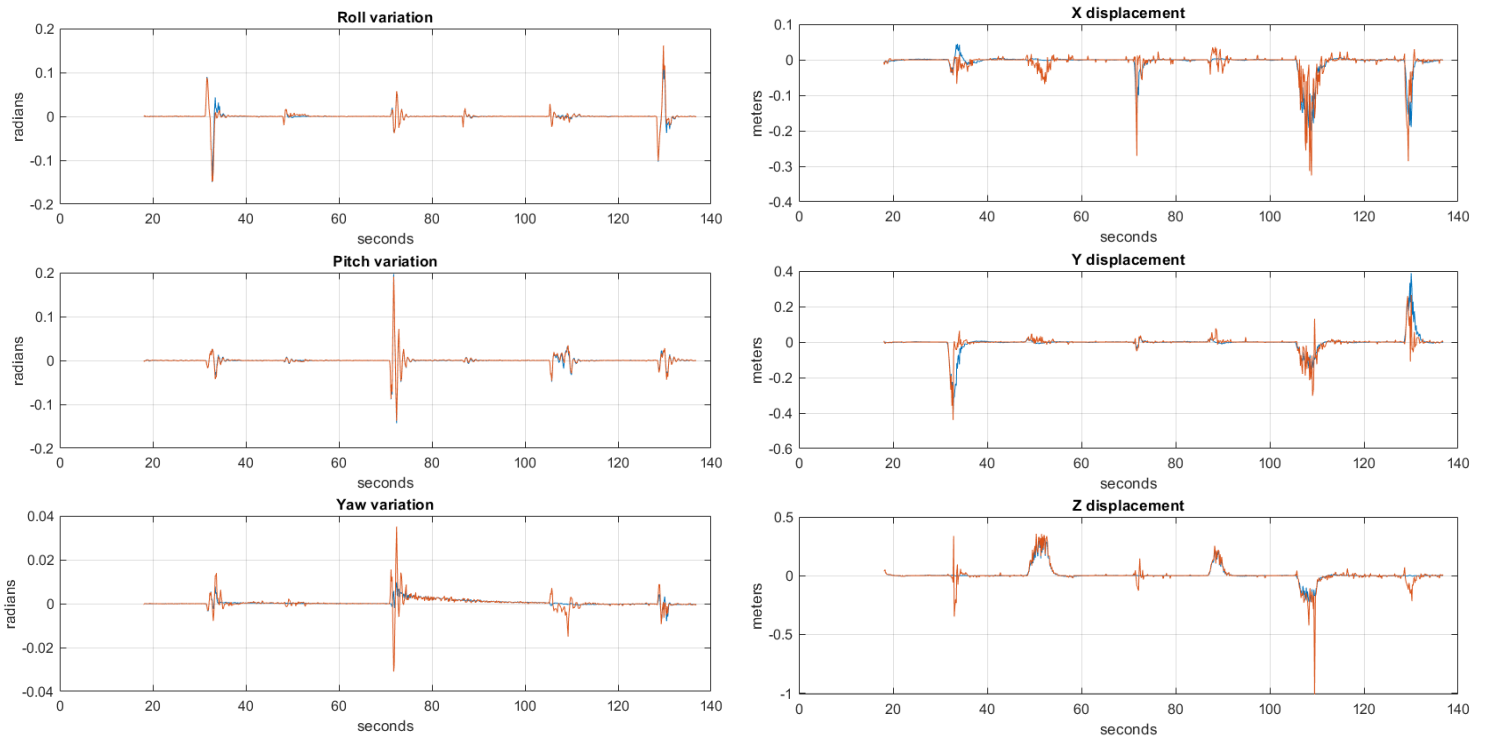 Roll variation
0.2
0.1
0
-0.1
-0.2
radians
0 20 40 60 80 100 120 140
seconds
Pitch variation
0.2
0.1
0
-0.1
-0.2
radians
0 20 40 60 80 100 120 140
seconds
Yaw variation
0.04
0.02
0
-0.02
-0.04
radians
0 20 40 60 80 100 120 140
seconds
X displacement
0.1
0
-0.1
-0.2
-0.3
-0.4
meters
0 20 40 60 80 100 120 140
seconds
Y displacement
0.4
0.2
0
-0.2
-0.4
-0.6
meters
0 20 40 60 80 100 120 140
seconds
Z displacement
0.5
0
-0.5
-1
meters
0 20 40 60 80 100 120 140
seconds